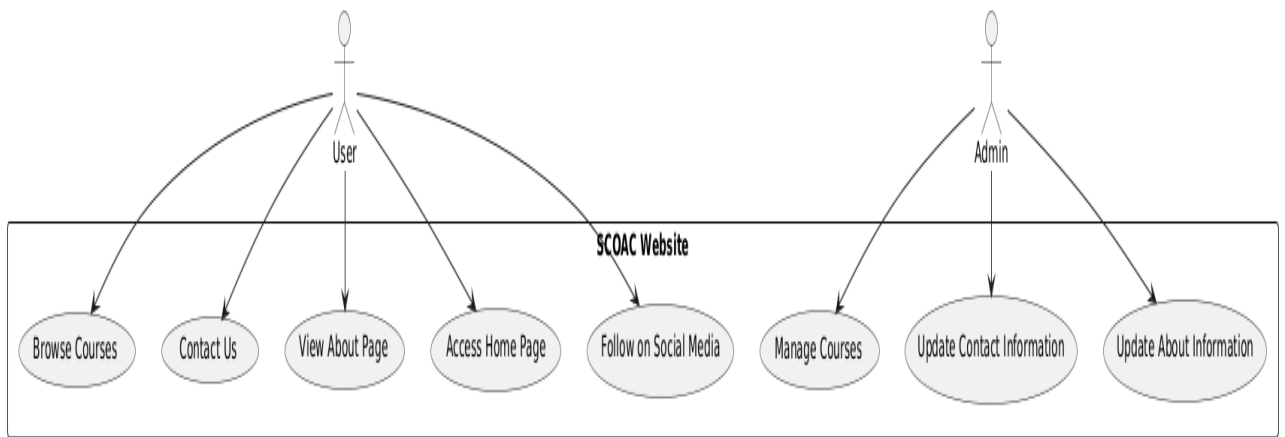 User
Admin
SCOAC Website
Browse Courses
Contact Us
View About Page
Access Home Page
Follow on Social Media
Manage Courses
Update Contact Information
Update About Information